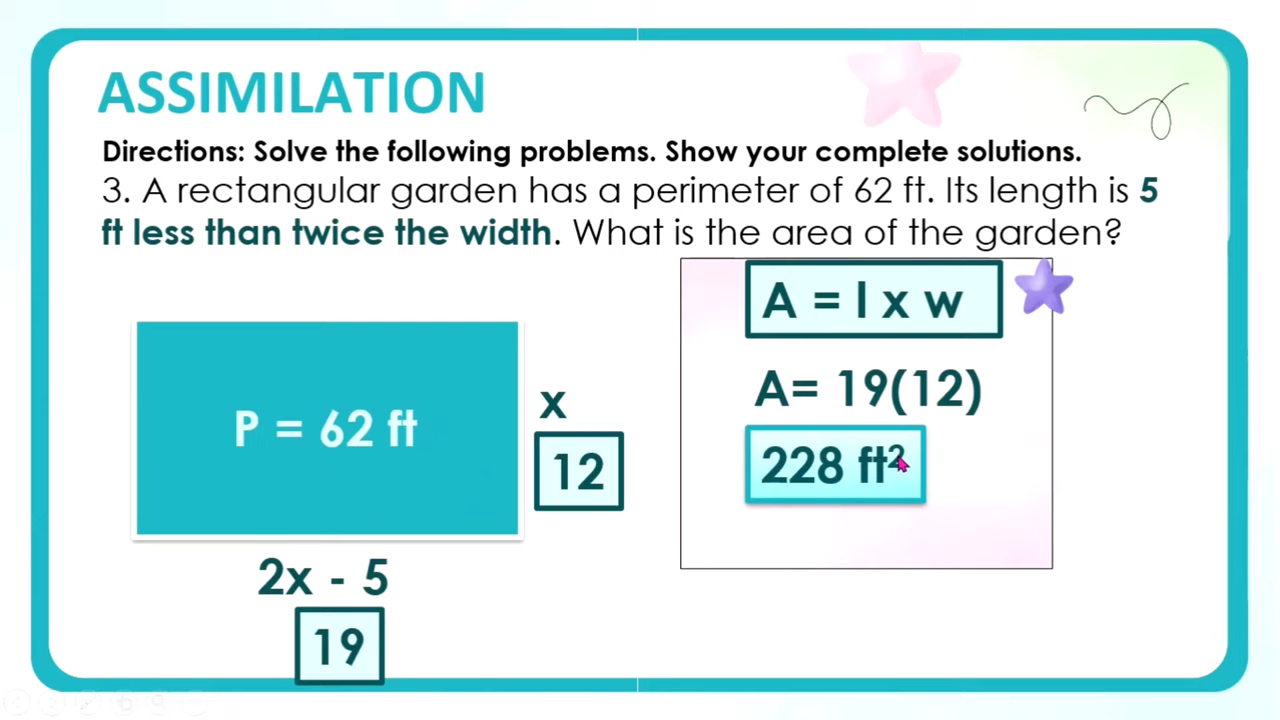 ASSIMILATION
Directions: Solve the following problems. Show your complete solutions.
3. A rectangular garden has a perimeter of 62 ft. Its length is 5
ft less than twice the width. What is the area of the garden?
A = l x w
A= 19(12)
228 ft²
P = 62 ft
x
12
2x - 5
19